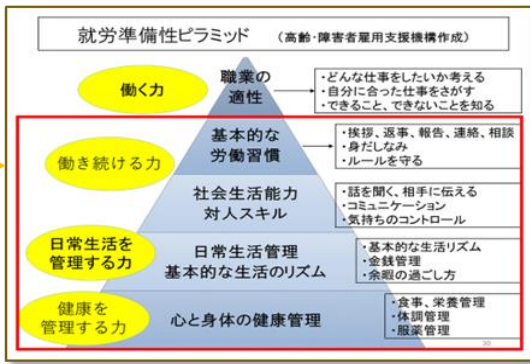 就労準備性ピラミッド （高齢・障害者雇用支援機構作成）
働く力
職業の
適性
・どんな仕事をしたいか考える
・自分に合った仕事をさがす
・できること、できないことを知る
働き続ける力
基本的な
労働習慣
・挨拶、返事、報告、連絡、相談
・身だしなみ
・ルールを守る
社会生活能力
対人スキル
・話を聞く、相手に伝える
・コミュニケーション
・気持ちのコントロール
日常生活を
管理する力
日常生活管理
基本的な生活のリズム
・基本的な生活リズム
・金銭管理
・余暇の過ごし方
健康を
管理する力
心と身体の健康管理
・食事、栄養管理
・体調管理
・服薬管理